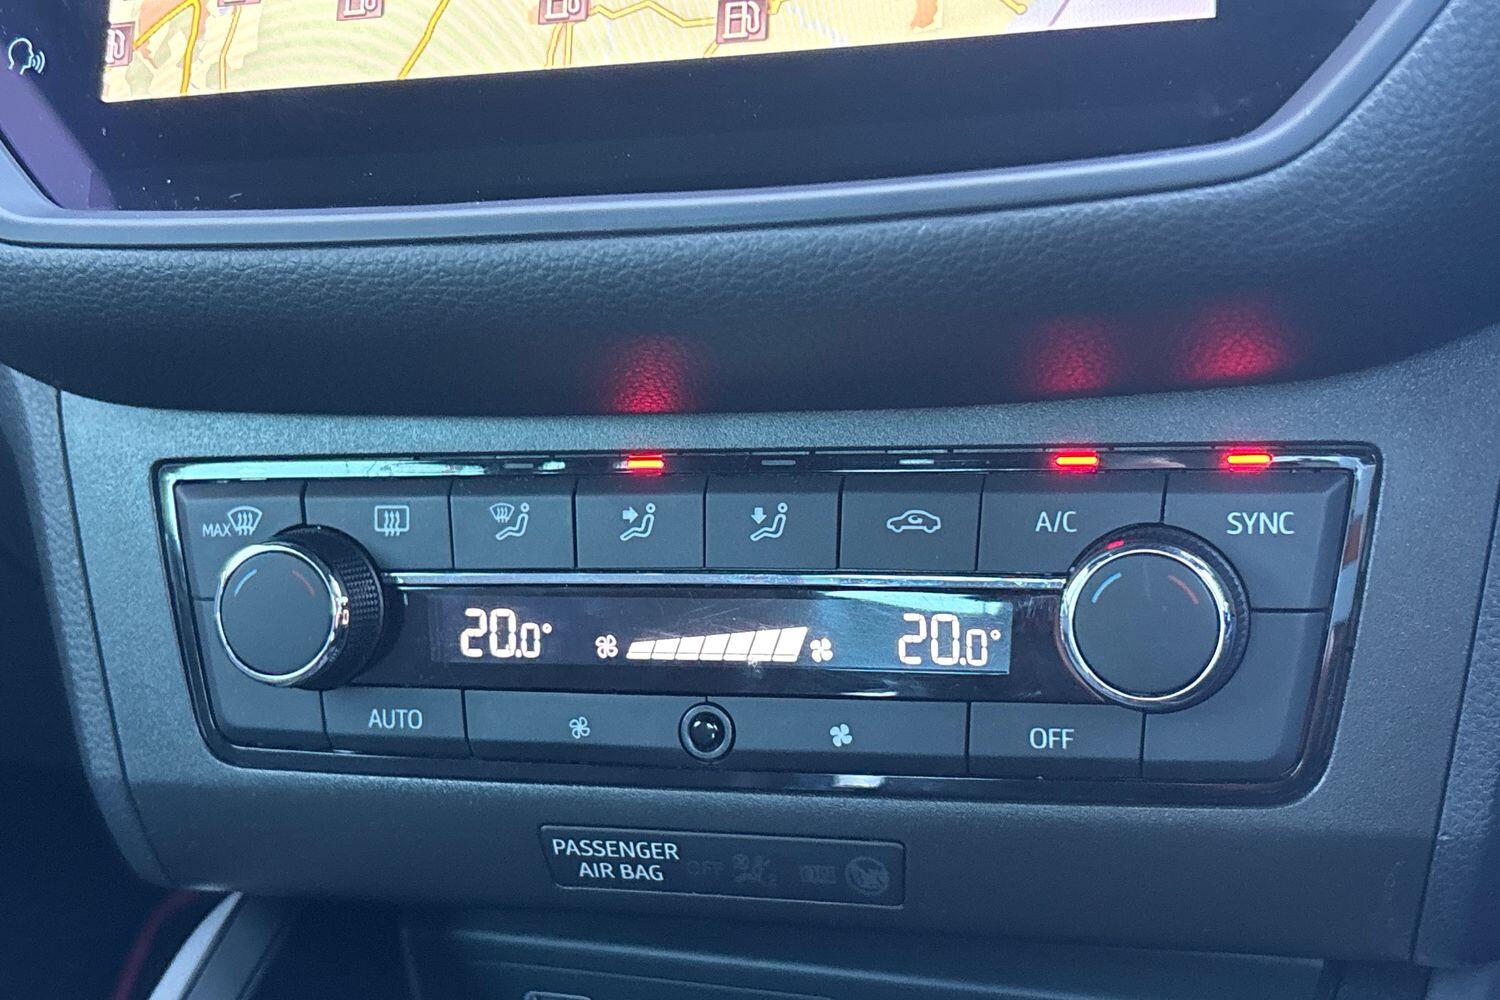 MAX
A/C
SYNC
20.0°
20.0°
AUTO
OFF
PASSENGER
AIR BAG
OFF